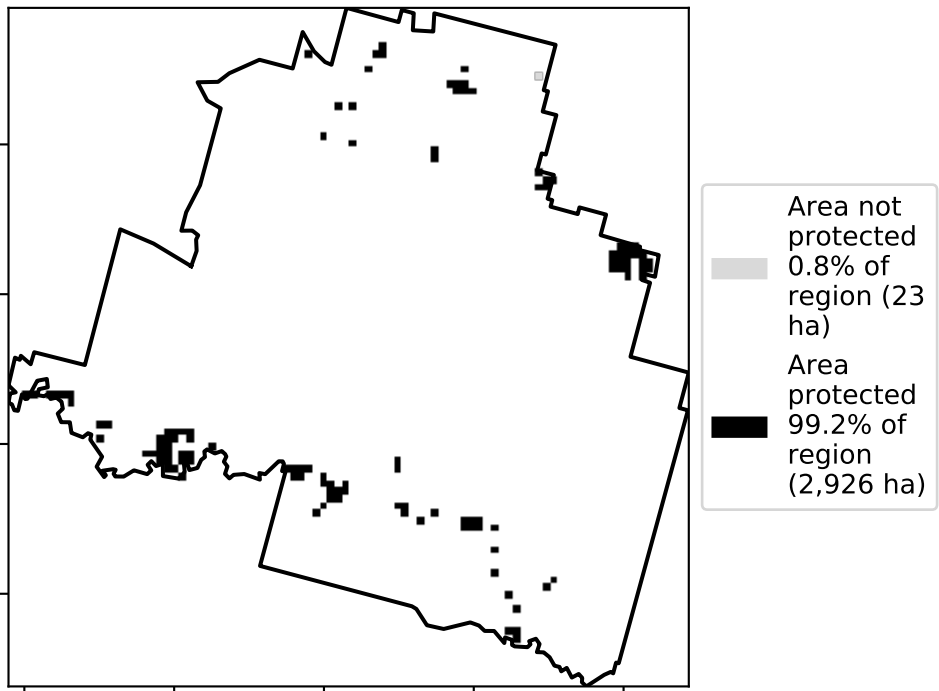 Area not
protected
0.8% of
region (23
ha)
Area
protected
99.2% of
region
(2,926 ha)